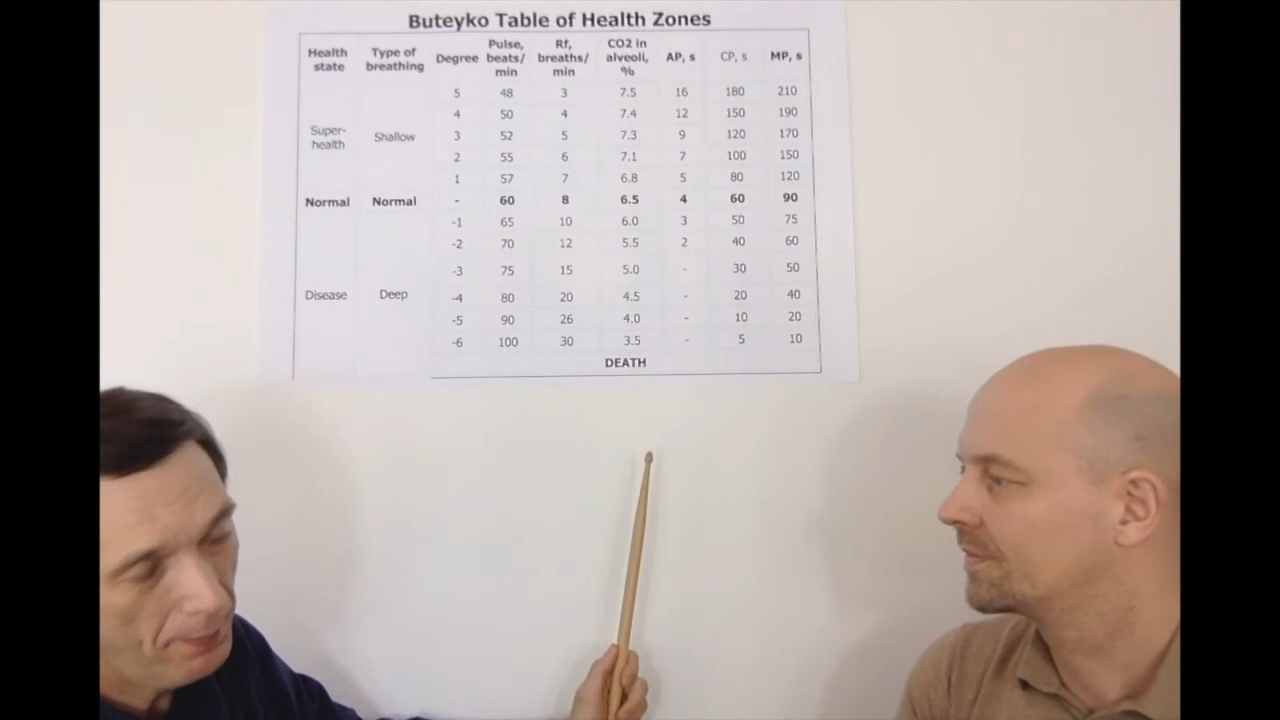 Buteyko Table of Health Zones
Health state Type of breathing Degree Pulse, beats/ min Rf, breaths/ min CO2 in alveoli, % AP, s CP, s MP, s
5 48 3 7.5 16 180 210
4 50 4 7.4 12 150 190
Super-health Shallow 3 52 5 7.3 9 120 170
2 55 6 7.1 7 100 150
1 57 7 6.8 5 80 120
Normal Normal - 60 8 6.5 4 60 90
-1 65 10 6.0 3 50 75
-2 70 12 5.5 2 40 60
-3 75 15 5.0 - 30 50
Disease Deep -4 80 20 4.5 - 20 40
-5 90 26 4.0 - 10 20
-6 100 30 3.5 - 5 10
DEATH